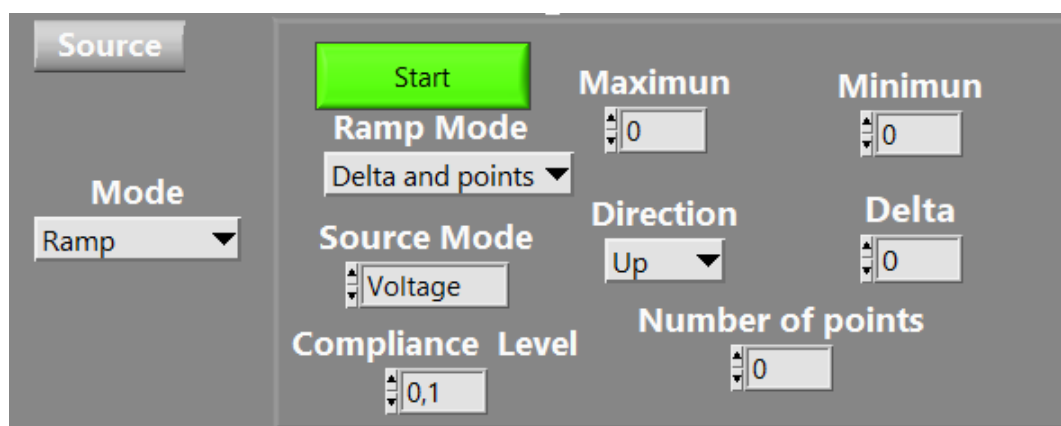 Source
Start
Maximun
Minimun
0
0
Ramp Mode
Delta and points
Mode
Ramp
Direction
Delta
Up
0
Source Mode
Voltage
Number of points
0
Compliance Level
0,1